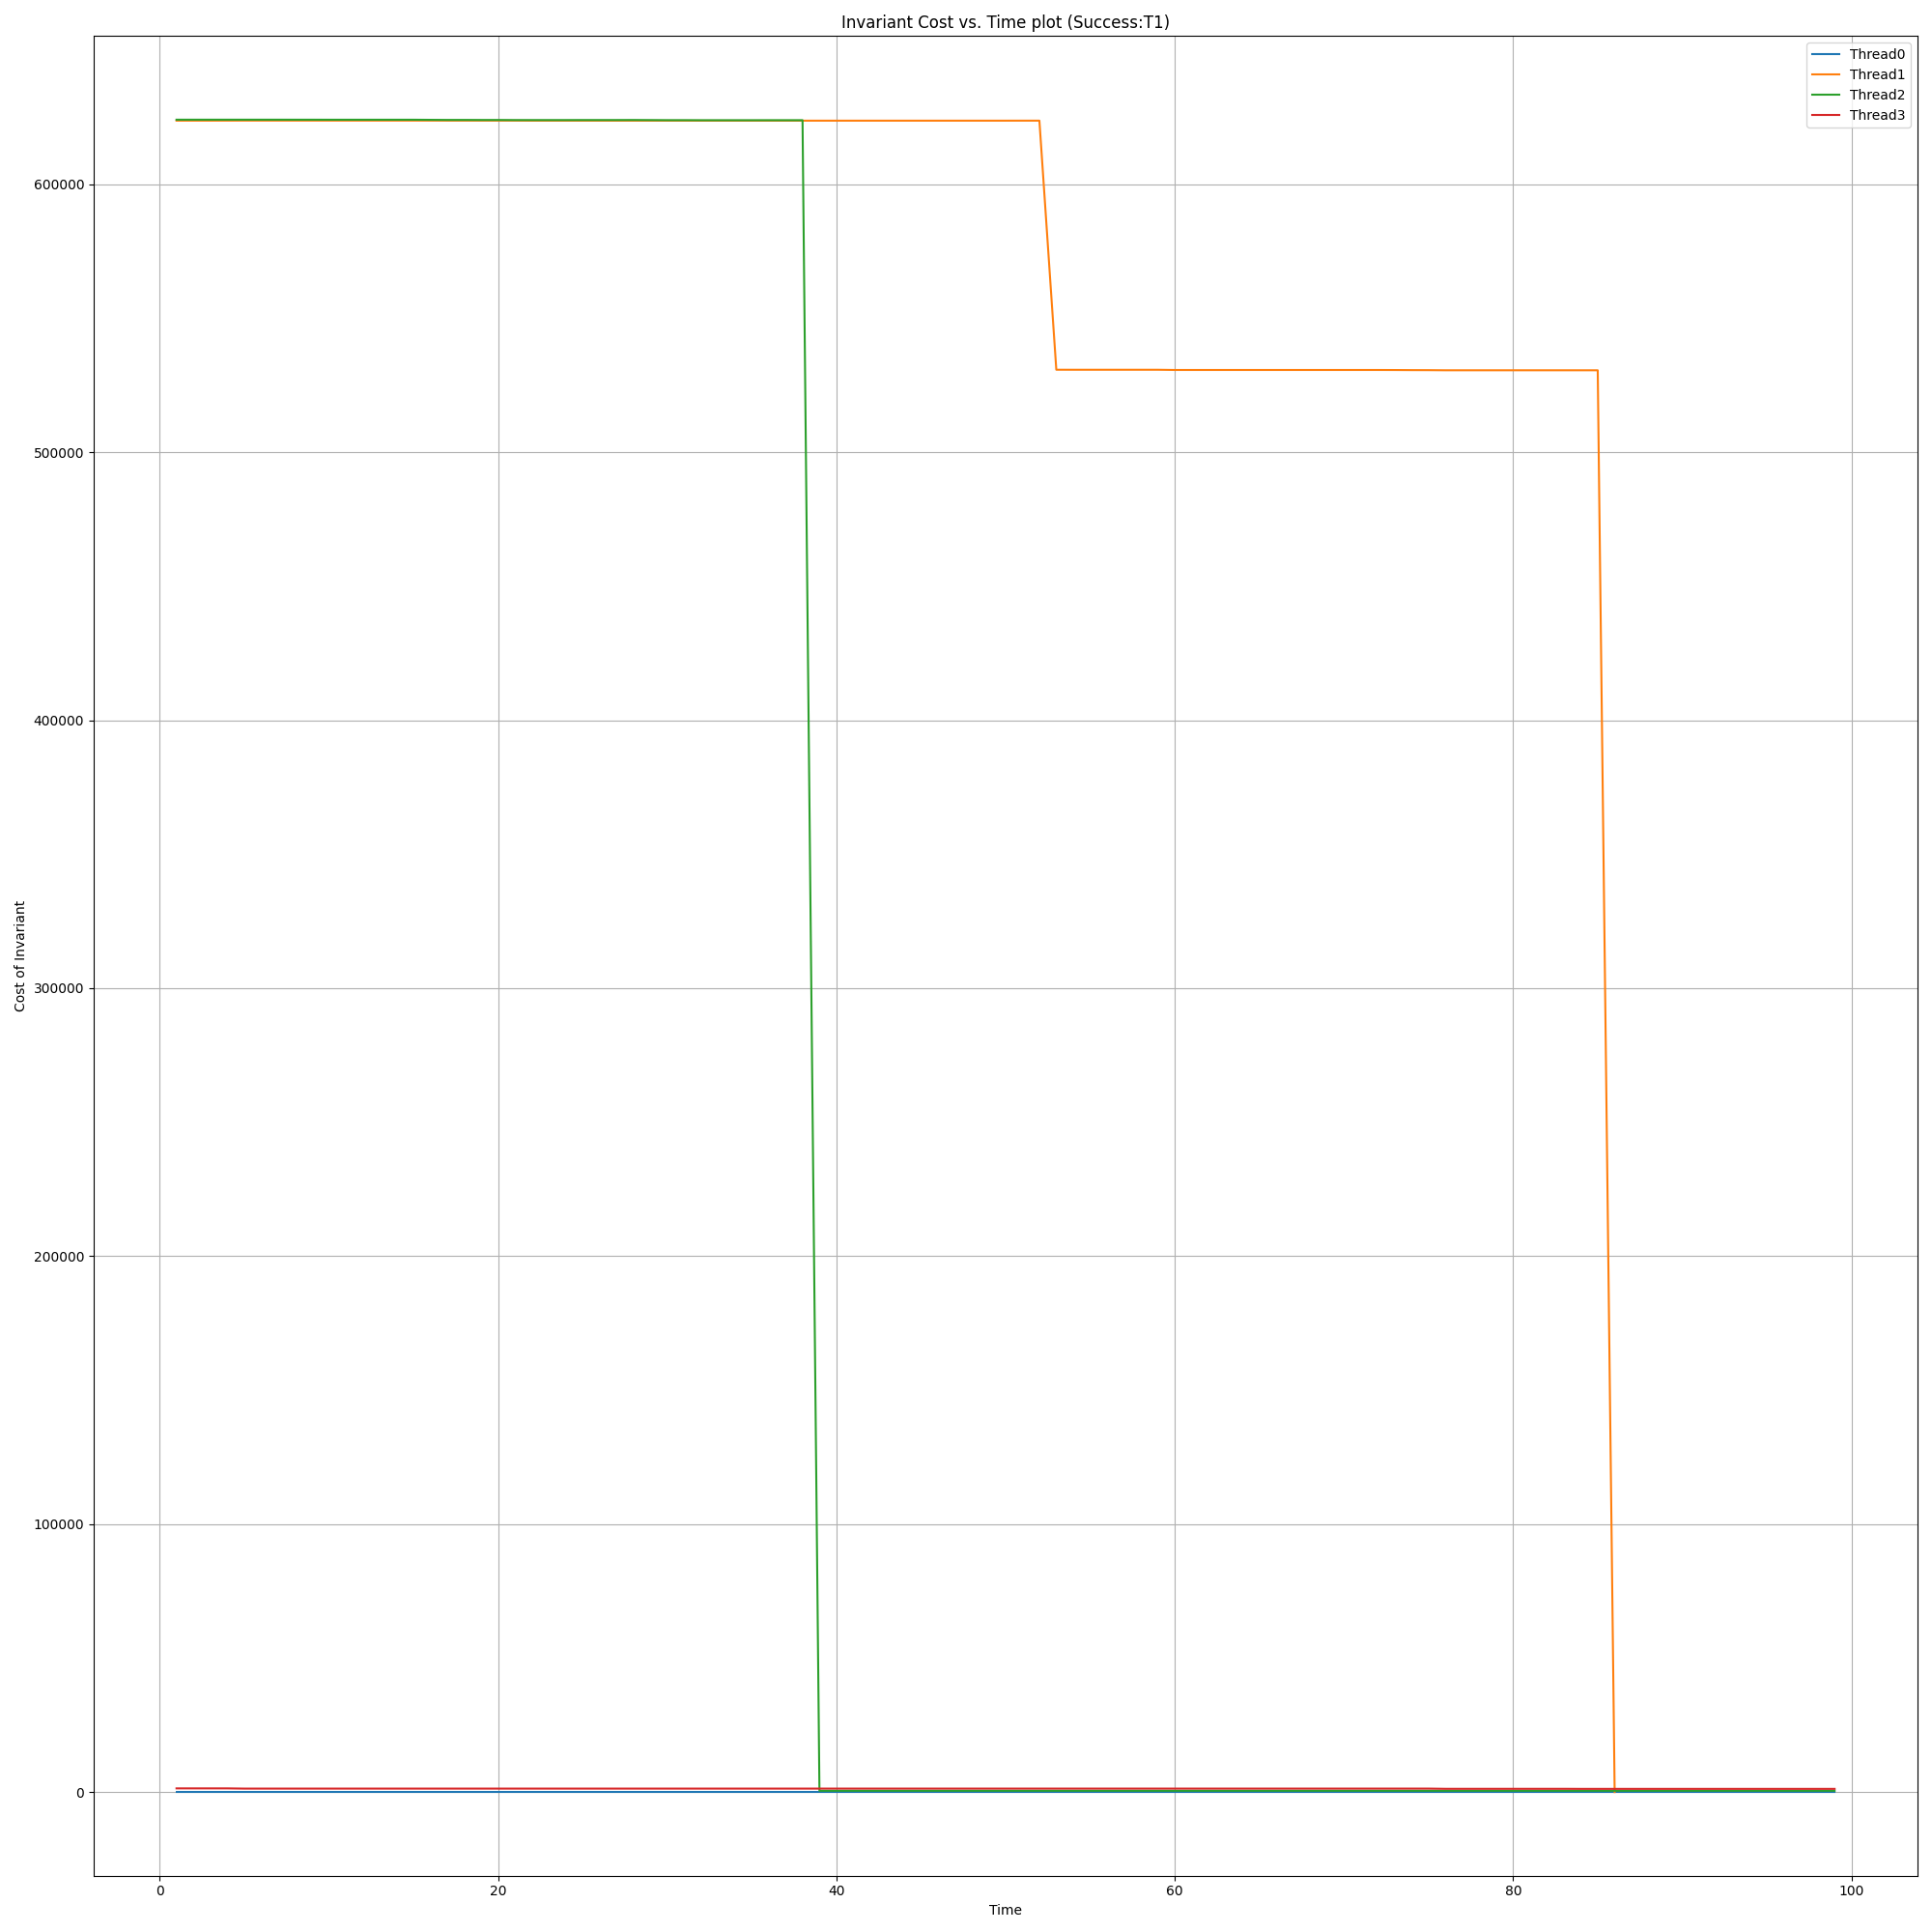 Invariant Cost vs. Time plot (Success:T1)
Thread0
Thread1
Thread2
Thread3
600000
500000
400000
300000
200000
100000
0
Cost of Invariant
0 20 40 60 80 100
Time